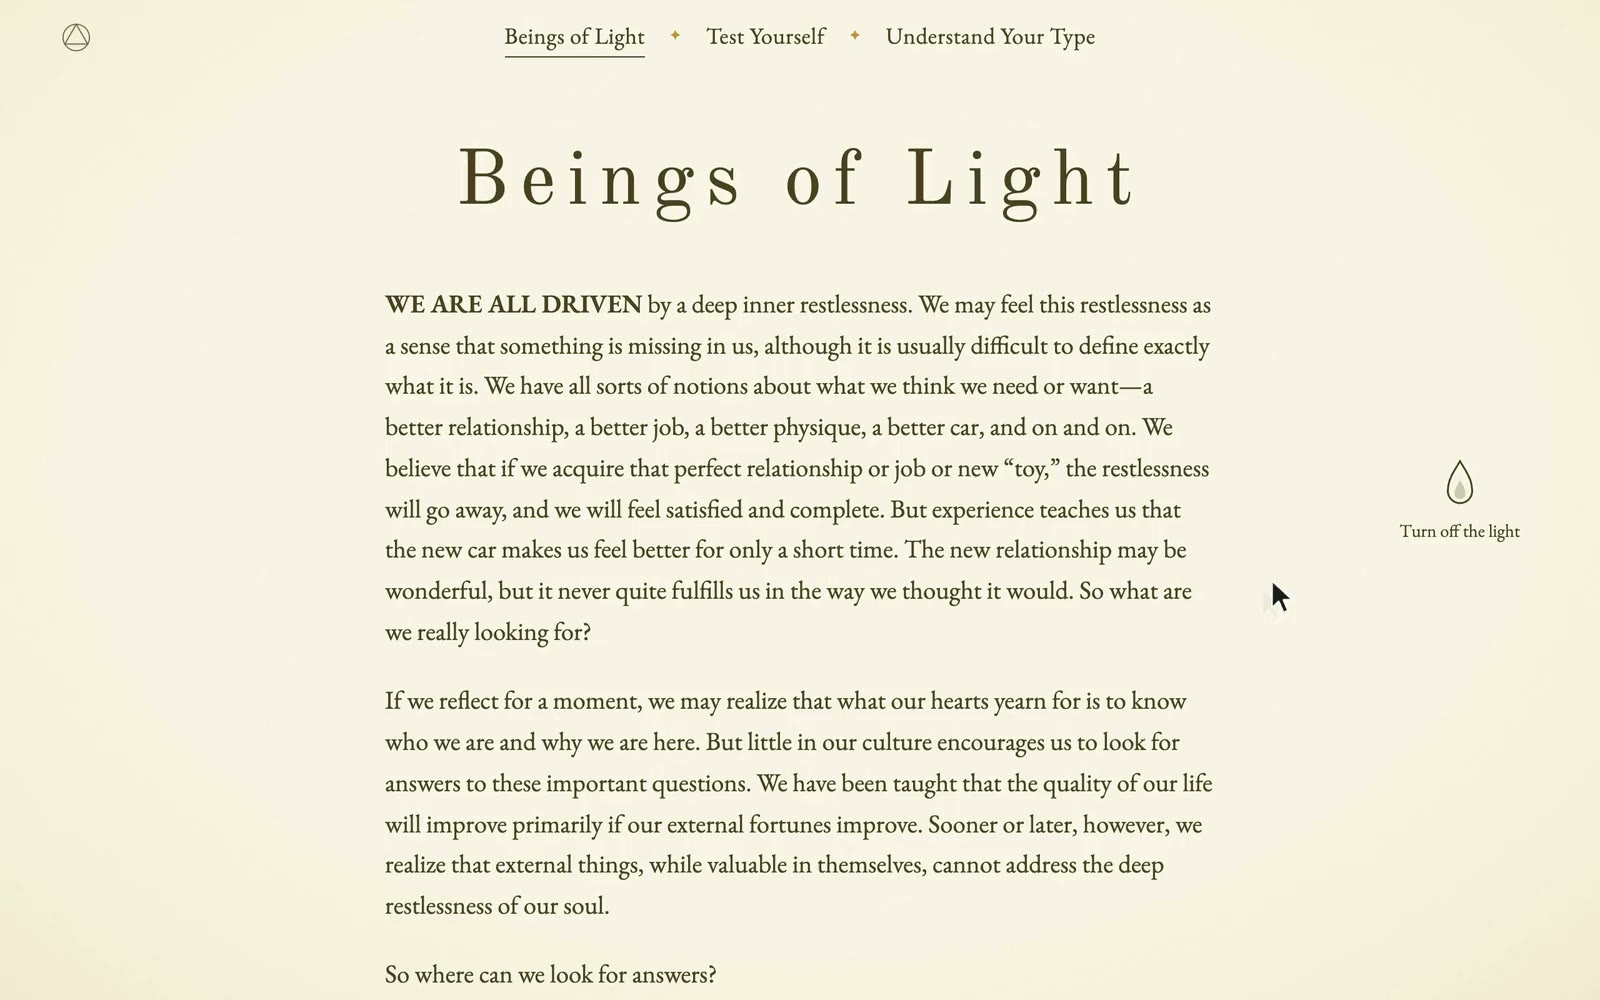 Beings of Light ✦ Test Yourself ✦ Understand Your Type
Beings of Light
WE ARE ALL DRIVEN by a deep inner restlessness. We may feel this restlessness as
a sense that something is missing in us, although it is usually difficult to define exactly
what it is. We have all sorts of notions about what we think we need or want—a
better relationship, a better job, a better physique, a better car, and on and on. We
believe that if we acquire that perfect relationship or job or new “toy,” the restlessness
will go away, and we will feel satisfied and complete. But experience teaches us that
the new car makes us feel better for only a short time. The new relationship may be
wonderful, but it never quite fulfills us in the way we thought it would. So what are
we really looking for?
Turn off the light
If we reflect for a moment, we may realize that what our hearts yearn for is to know
who we are and why we are here. But little in our culture encourages us to look for
answers to these important questions. We have been taught that the quality of our life
will improve primarily if our external fortunes improve. Sooner or later, however, we
realize that external things, while valuable in themselves, cannot address the deep
restlessness of our soul.
So where can we look for answers?